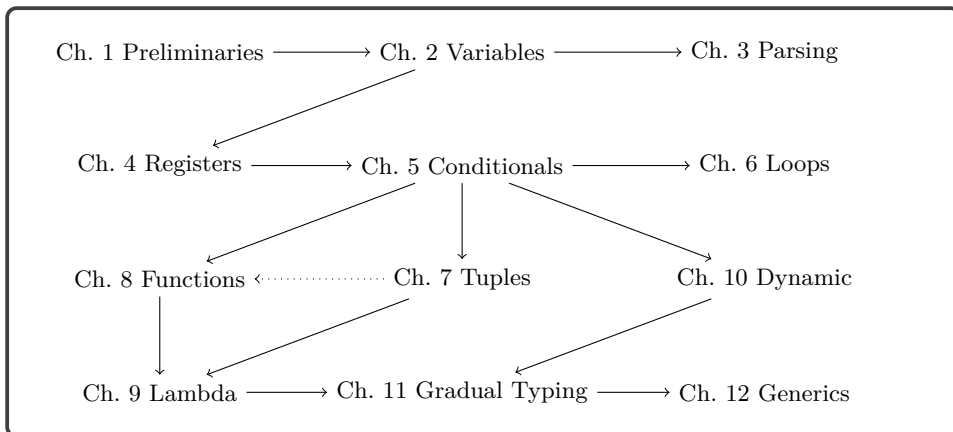 Ch. 1 Preliminaries Ch. 2 Variables Ch. 3 Parsing
Ch. 4 Registers Ch. 5 Conditionals Ch. 6 Loops
Ch. 8 Functions Ch. 7 Tuples Ch. 10 Dynamic
Ch. 9 Lambda Ch. 11 Gradual Typing Ch. 12 Generics